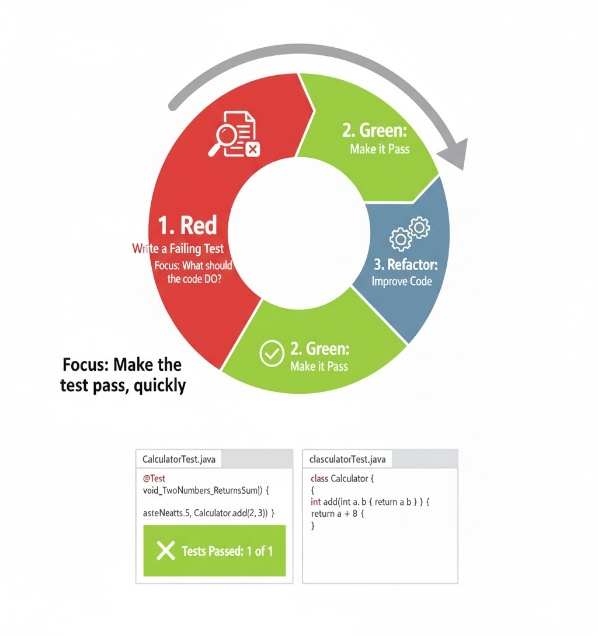 2. Green:
Make it Pass
1. Red
Write a Failing Test
Focus: What should
the code DO?
3. Refactor:
Improve Code
2. Green:
Make it Pass
Focus: Make the
test pass, quickly
CalculatorTest.java
@Test
void_TwoNumbers_ReturnsSum|) {
asteNeatts.5, Calculator.add(2, 3)) }
Tests Passed: 1 of 1
clasculatorTest.java
class Calculator {
{
int add(int a. b { return a b } } {
return a + 8 {
}